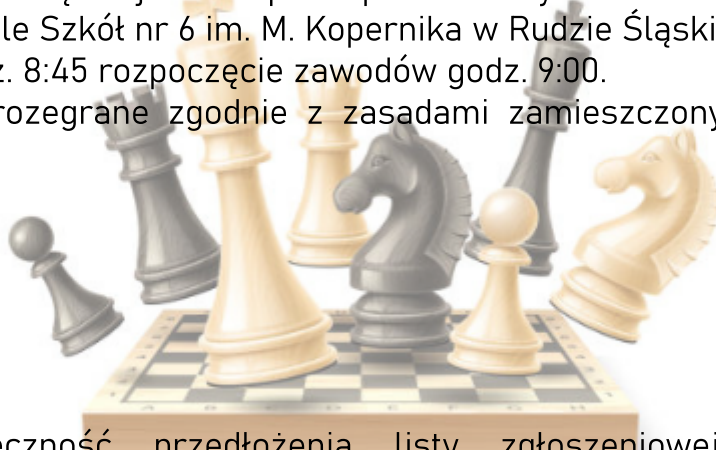 le Szkół nr 6 im. M. Kopernika w Rudzie Śląski
z. 8:45 rozpoczęcie zawodów godz. 9:00.
rozegrane zgodnie z zasadami zamieszczony
eczność przedłożenia listy zgłoszeniowej